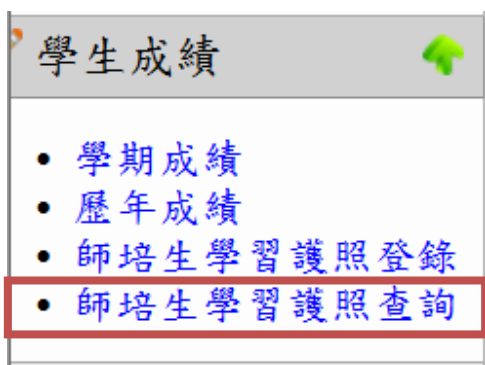 學生成績
• 學期成績
• 歷年成績
• 師培生學習護照登錄
• 師培生學習護照查詢